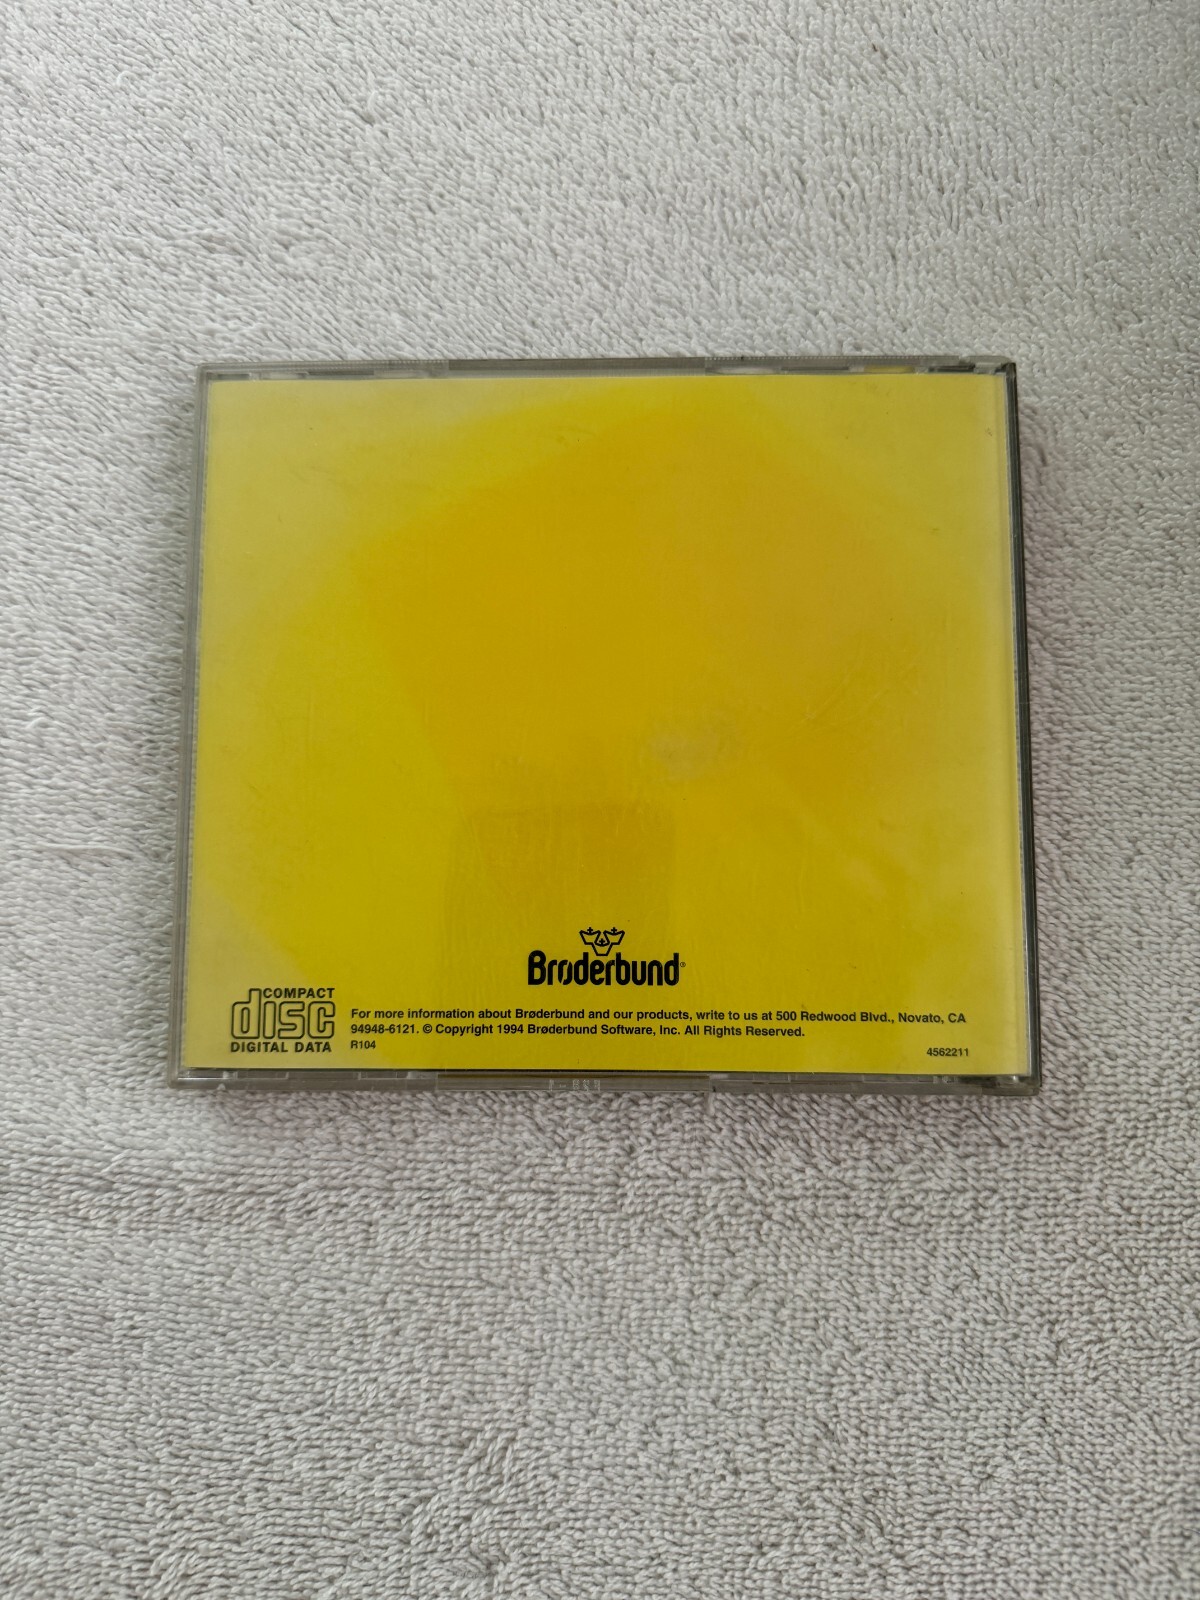 Brøderbund®
COMPACT
disc
DIGITAL DATA
For more information about Brøderbund and our products, write to us at 500 Redwood Blvd., Novato, CA
94948-6121. © Copyright 1994 Brøderbund Software, Inc. All Rights Reserved.
R104
4562211